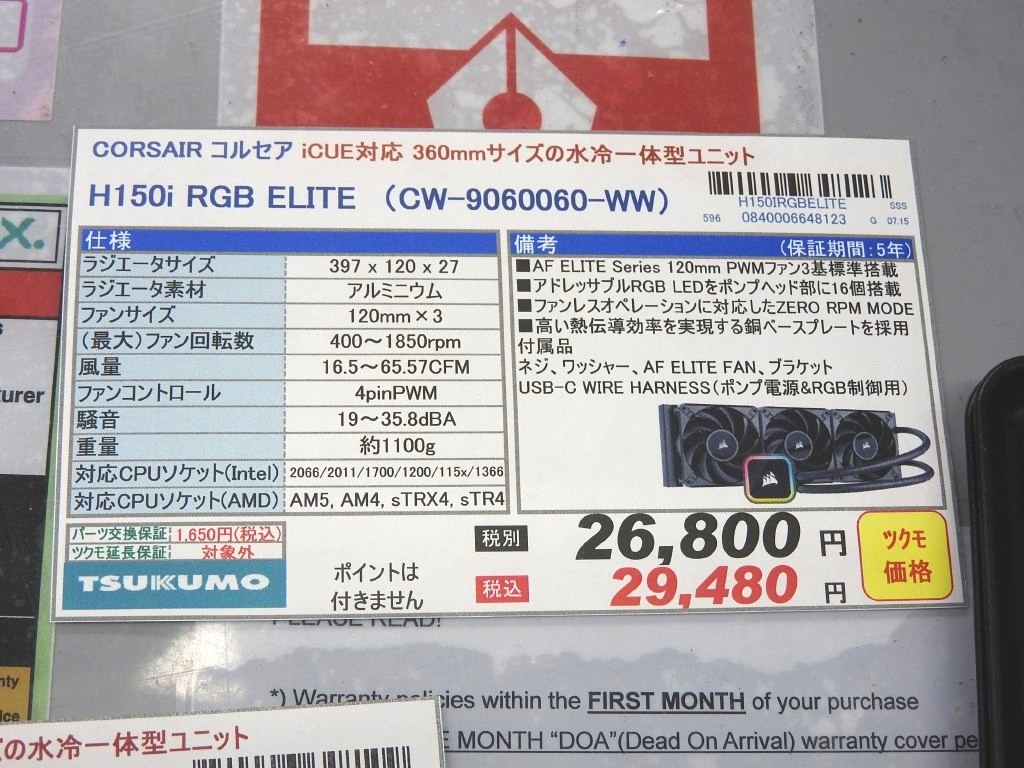 CORSAIR コルセア iCUE対応 360mmサイズの水冷一体型ユニット
H150i RGB ELITE （CW-9060060-WW）
H150IRGBELITE SSS
596 0840006648123 G 07.15
仕様
ラジエータサイズ 397 x 120 x 27
ラジエータ素材 アルミニウム
ファンサイズ 120mm×3
（最大）ファン回転数 400～1850rpm
風量 16.5～65.57CFM
ファンコントロール 4pinPWM
騒音 19～35.8dBA
重量 約1100g
対応CPUソケット(Intel) 2066/2011/1700/1200/115x/1366
対応CPUソケット(AMD) AM5, AM4, sTRX4, sTR4
備考 （保証期間：5年）
■AF ELITE Series 120mm PWMファン3基標準搭載
■アドレッサブルRGB LEDをポンプヘッド部に16個搭載
■ファンレスオペレーションに対応したZERO RPM MODE
■高い熱伝導効率を実現する銅ベースプレートを採用
付属品
ネジ、ワッシャー、AF ELITE FAN、ブラケット
USB-C WIRE HARNESS（ポンプ電源&RGB制御用）
パーツ交換保証 1,650円(税込)
ツクモ延長保証 対象外
TSUKUMO
ポイントは
付きません
税別 26,800 円
税込 29,480 円
ツクモ
価格
X.
turer
PLEASE READ!
*) Warranty policies within the FIRST MONTH of your purchase
MONTH “DOA”(Dead On Arrival) warranty cover pe
ズの水冷一体型ユニット